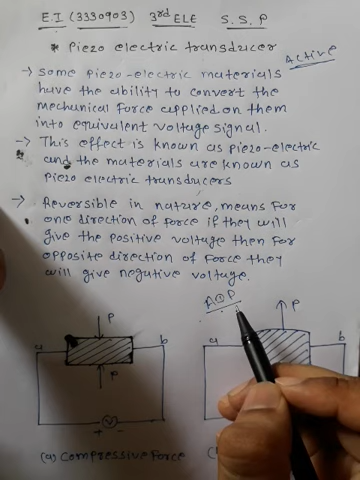 E.I (3330903) 3rd ELE S. S. P
* Piezo electric transducer
Active
→ Some Piezo-electric materials
have the ability to convert the
mechanical Force applied on them
into equivalent voltage signal.
→ This effect is known as piezo-electric
and the materials are known as
piezo electric transducers
→ Reversible in nature, means For
one direction of force if they will
give the positive voltage then For
opposite direction of Force they
will give negative voltage.
ADP
P
P
a b
a
P
+ V -
(a) Compressive Force
(